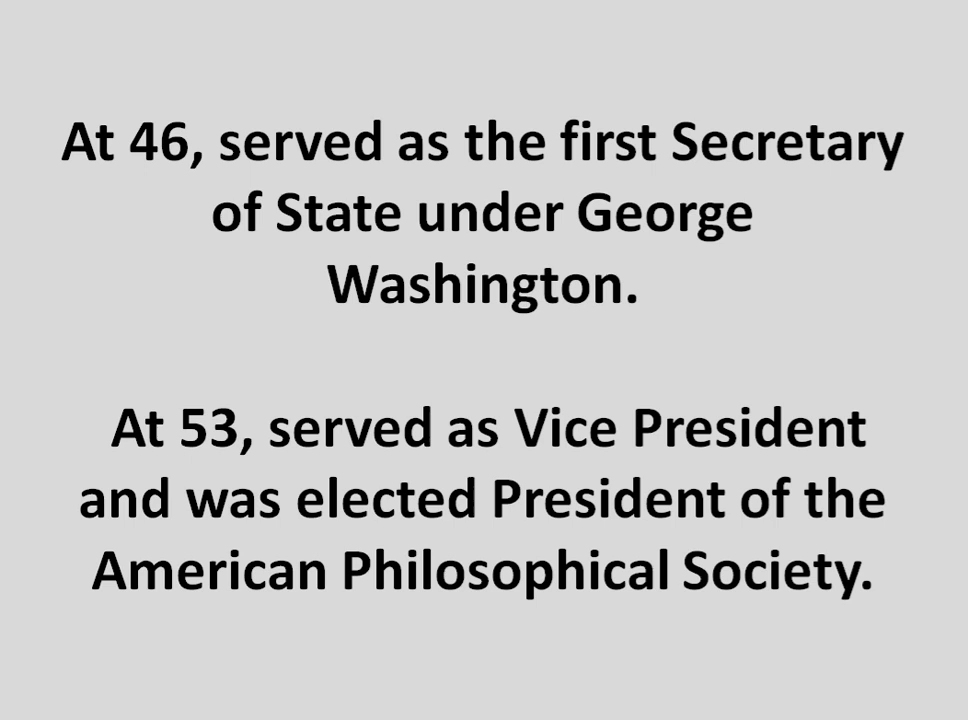 At 46, served as the first Secretary
of State under George
Washington.
At 53, served as Vice President
and was elected President of the
American Philosophical Society.